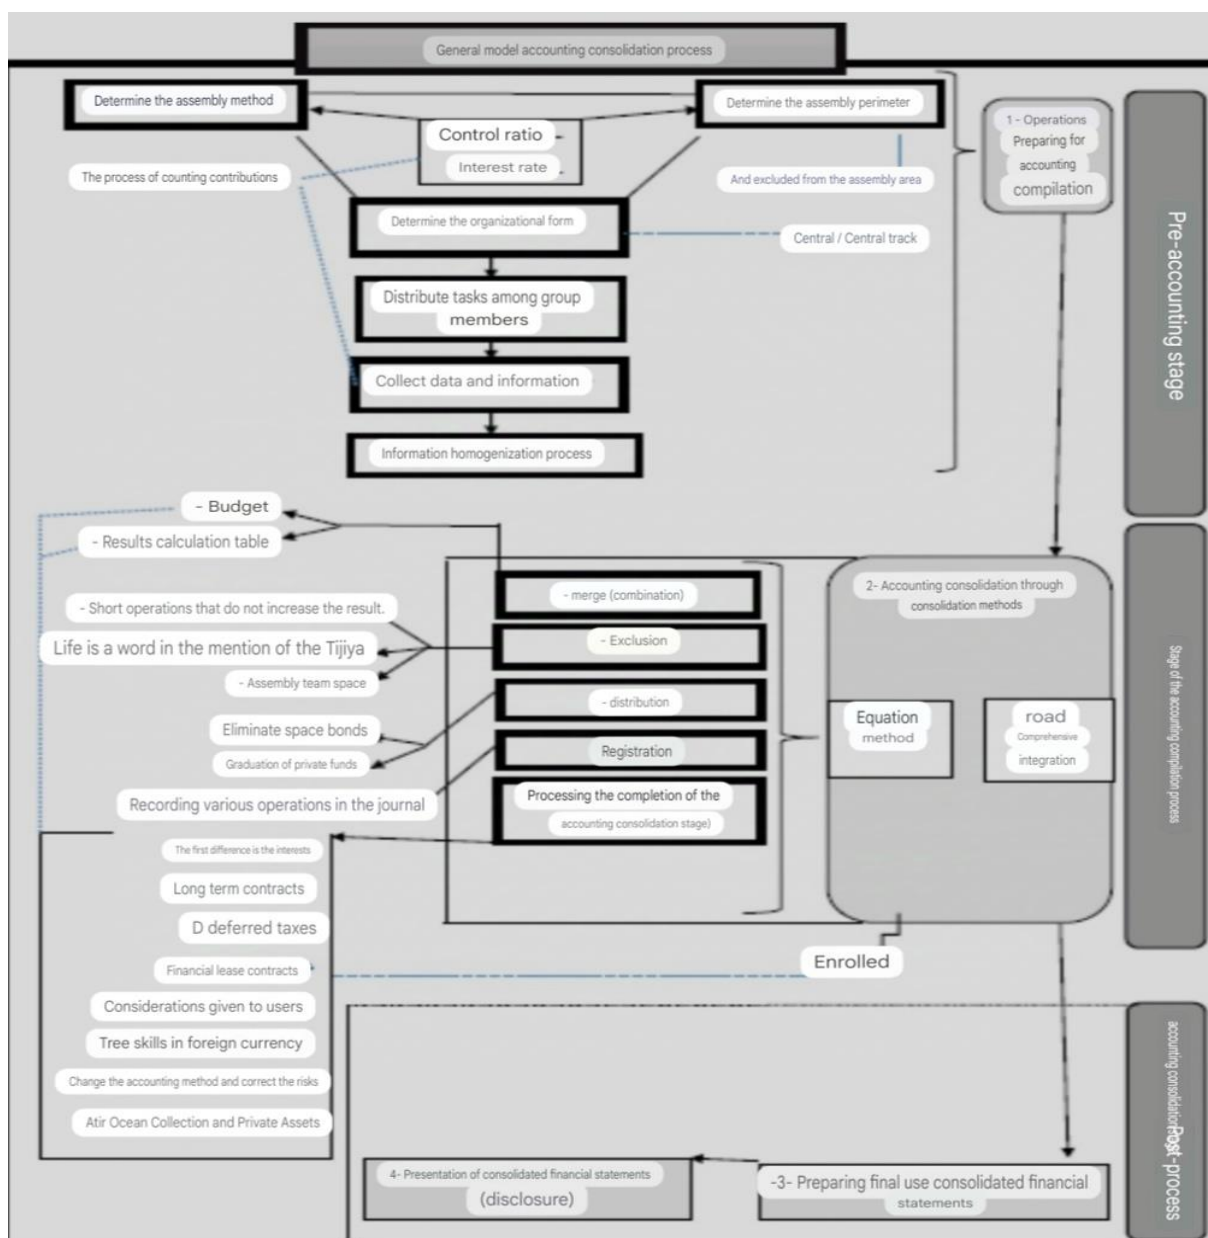 General model accounting consolidation process
Determine the assembly method
Determine the assembly perimeter
Control ratio
Interest rate
The process of counting contributions
And excluded from the assembly area
Determine the organizational form
Central / Central track
Distribute tasks among group
members
Collect data and information
Information homogenization process
1 - Operations
Preparing for
accounting
compilation
Pre-accounting stage
- Budget
- Results calculation table
- Short operations that do not increase the result.
Life is a word in the mention of the Tijiya
- Assembly team space
Eliminate space bonds
Graduation of private funds
Recording various operations in the journal
- merge (combination)
- Exclusion
- distribution
Registration
Processing the completion of the
accounting consolidation stage)
2- Accounting consolidation through
consolidation methods
Equation
method
road
Comprehensive
integration
Stage of the accounting compilation process
The first difference is the interests
Long term contracts
D deferred taxes
Financial lease contracts
Considerations given to users
Tree skills in foreign currency
Change the accounting method and correct the risks
Atir Ocean Collection and Private Assets
Enrolled
4- Presentation of consolidated financial statements
(disclosure)
-3- Preparing final use consolidated financial
statements
accounting consolidation
Post-process